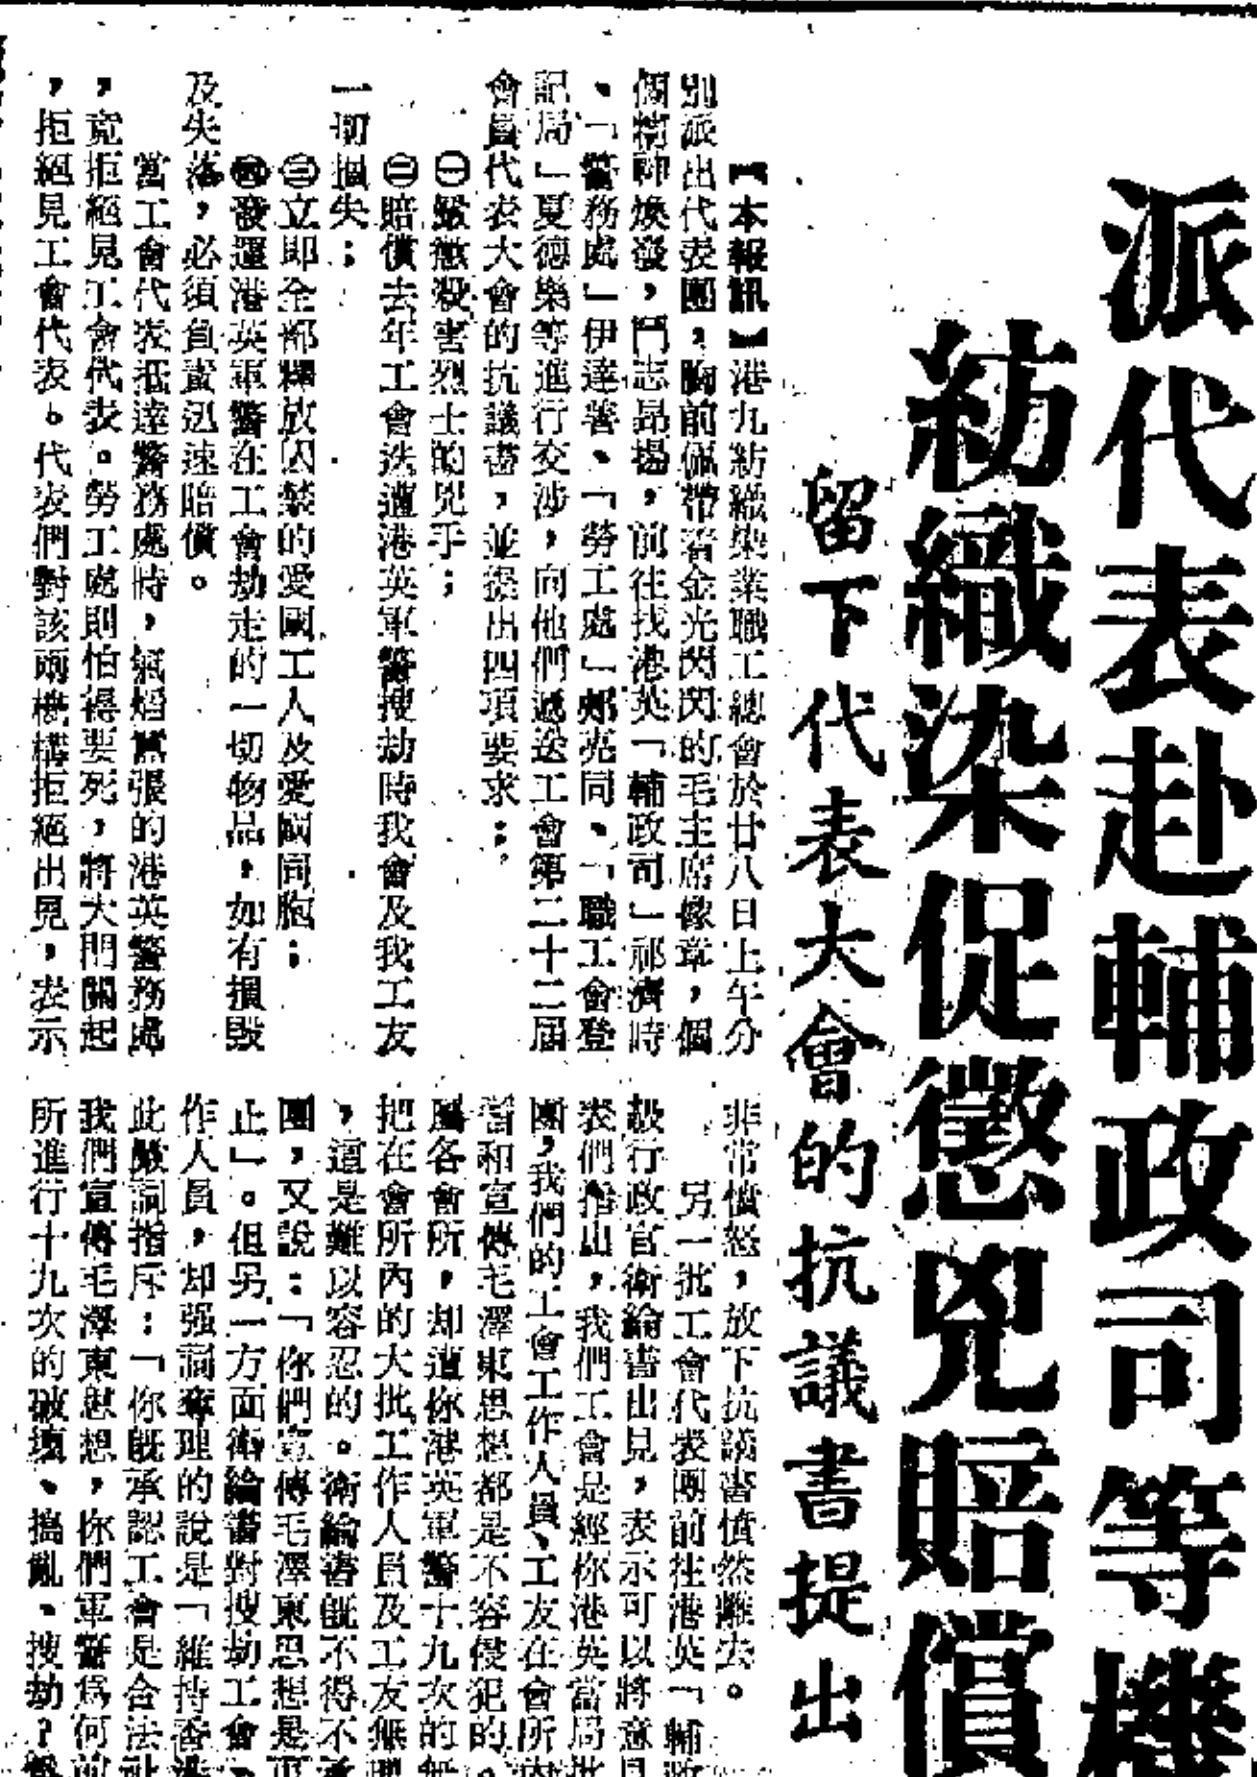 派代表赴輔政司等機
紡織染促懲兇賠償
留下代表大會的抗議書提出
【本報訊】港九紡織染業職工總會於廿八日上午分
別派出代表團，胸前佩帶着金光閃閃的毛主席像章，個
個精神煥發，鬥志昂揚，前往找港英「輔政司」祁濟時
、「警務處」伊達善、「勞工處」鄭亮同、「職工會登
記局」夏德樂等進行交涉，向他們遞送工會第二十二屆
會員代表大會的抗議書，並提出四項要求：
㊀嚴懲殺害烈士的兇手；
㊁賠償去年工會迭遭港英軍警搜劫時我會及我工友
一切損失；
㊂立即全部釋放囚禁的愛國工人及愛國同胞；
㊃發還港英軍警在工會劫走的一切物品，如有損毀
及失落，必須負責迅速賠償。
當工會代表抵達警務處時，氣燄囂張的港英警務處
，竟拒絕見工會代表。勞工處則怕得要死，將大門關起
，拒絕見工會代表。代表們對該兩機構拒絕出見，表示
非常憤怒，放下抗議書憤然離去。
另一批工會代表團前往港英「輔政
級行政官衛綸書出見，表示可以將意見
表們指出，我們工會是經你港英當局批
團，我們的工會工作人員、工友在會所內
習和宣傳毛澤東思想都是不容侵犯的。
屬各會所，却遭你港英軍警十九次的無
把在會所內的大批工作人員及工友無理
，這是難以容忍的。衛綸書旣不得不承
團，又說：「你們宣傳毛澤東思想是可
止」。但另一方面衛綸書對搜劫工會、
作人員，却强詞奪理的說是「維持香港
此嚴詞指斥：「你旣承認工會是合法社
我們宣傳毛澤東思想，你們軍警爲何前
所進行十九次的破壞、搗亂、搜劫？